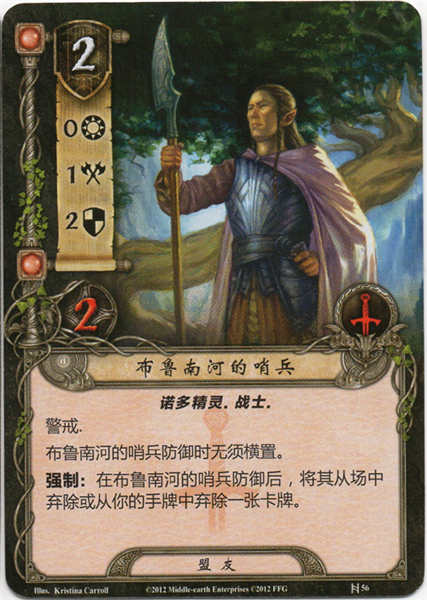 2
0
1
2
2
布鲁南河的哨兵
诺多精灵. 战士.
警戒.
布鲁南河的哨兵防御时无须横置。
强制：在布鲁南河的哨兵防御后，将其从场中
弃除或从你的手牌中弃除一张卡牌。
盟友
Illus. Kristina Carroll ©2012 Middle-earth Enterprises ©2012 FFG 56